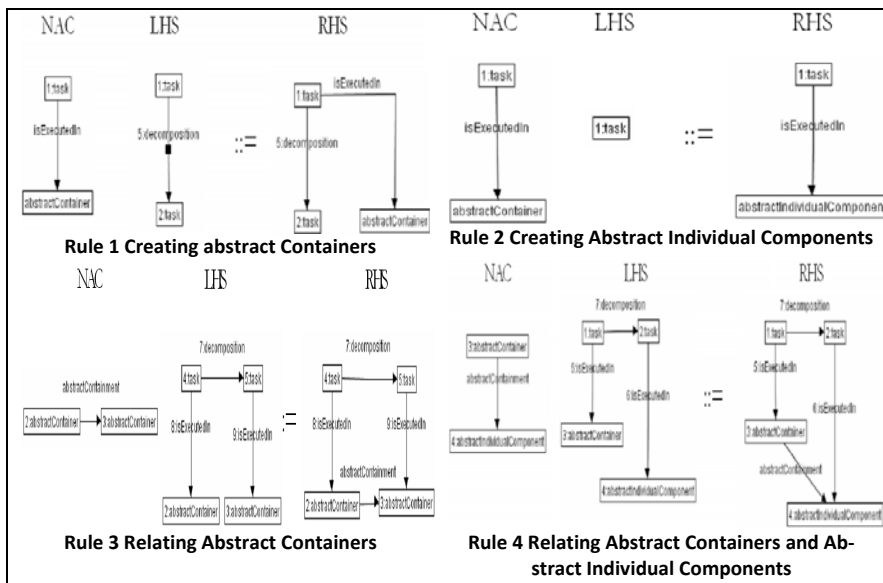 NAC LHS RHS
1:task
isExecutedIn
abstractContainer
1:task
5:decomposition
2:task
::=
isExecutedIn
1:task
5:decomposition
2:task
abstractContainer
Rule 1 Creating abstract Containers
NAC LHS RHS
1:task
isExecutedIn
abstractContainer
1:task
::=
1:task
isExecutedIn
abstractIndividualComponent
Rule 2 Creating Abstract Individual Components
NAC LHS RHS
abstractContainment
2:abstractContainer 3:abstractContainer
7:decomposition
4:task 5:task
8:isExecutedIn
9:isExecutedIn
2:abstractContainer 3:abstractContainer
:=
7:decomposition
4:task 5:task
8:isExecutedIn
9:isExecutedIn
abstractContainment
2:abstractContainer 3:abstractContainer
Rule 3 Relating Abstract Containers
NAC LHS RHS
3:abstractContainer
abstractContainment
4:abstractIndividualComponent
7:decomposition
1:task 2:task
5:isExecutedIn
6:isExecutedIn
3:abstractContainer
4:abstractIndividualComponent
::=
7:decomposition
1:task 2:task
5:isExecutedIn
6:isExecutedIn
3:abstractContainer
abstractContainment
4:abstractIndividualComponent
Rule 4 Relating Abstract Containers and Ab-
stract Individual Components